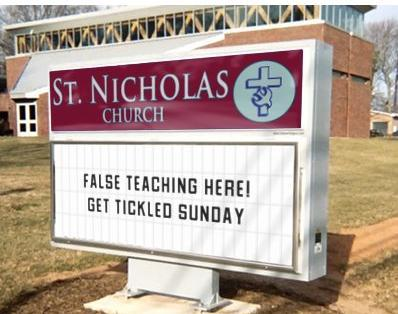 ST. NICHOLAS
CHURCH
FALSE TEACHING HERE!
GET TICKLED SUNDAY